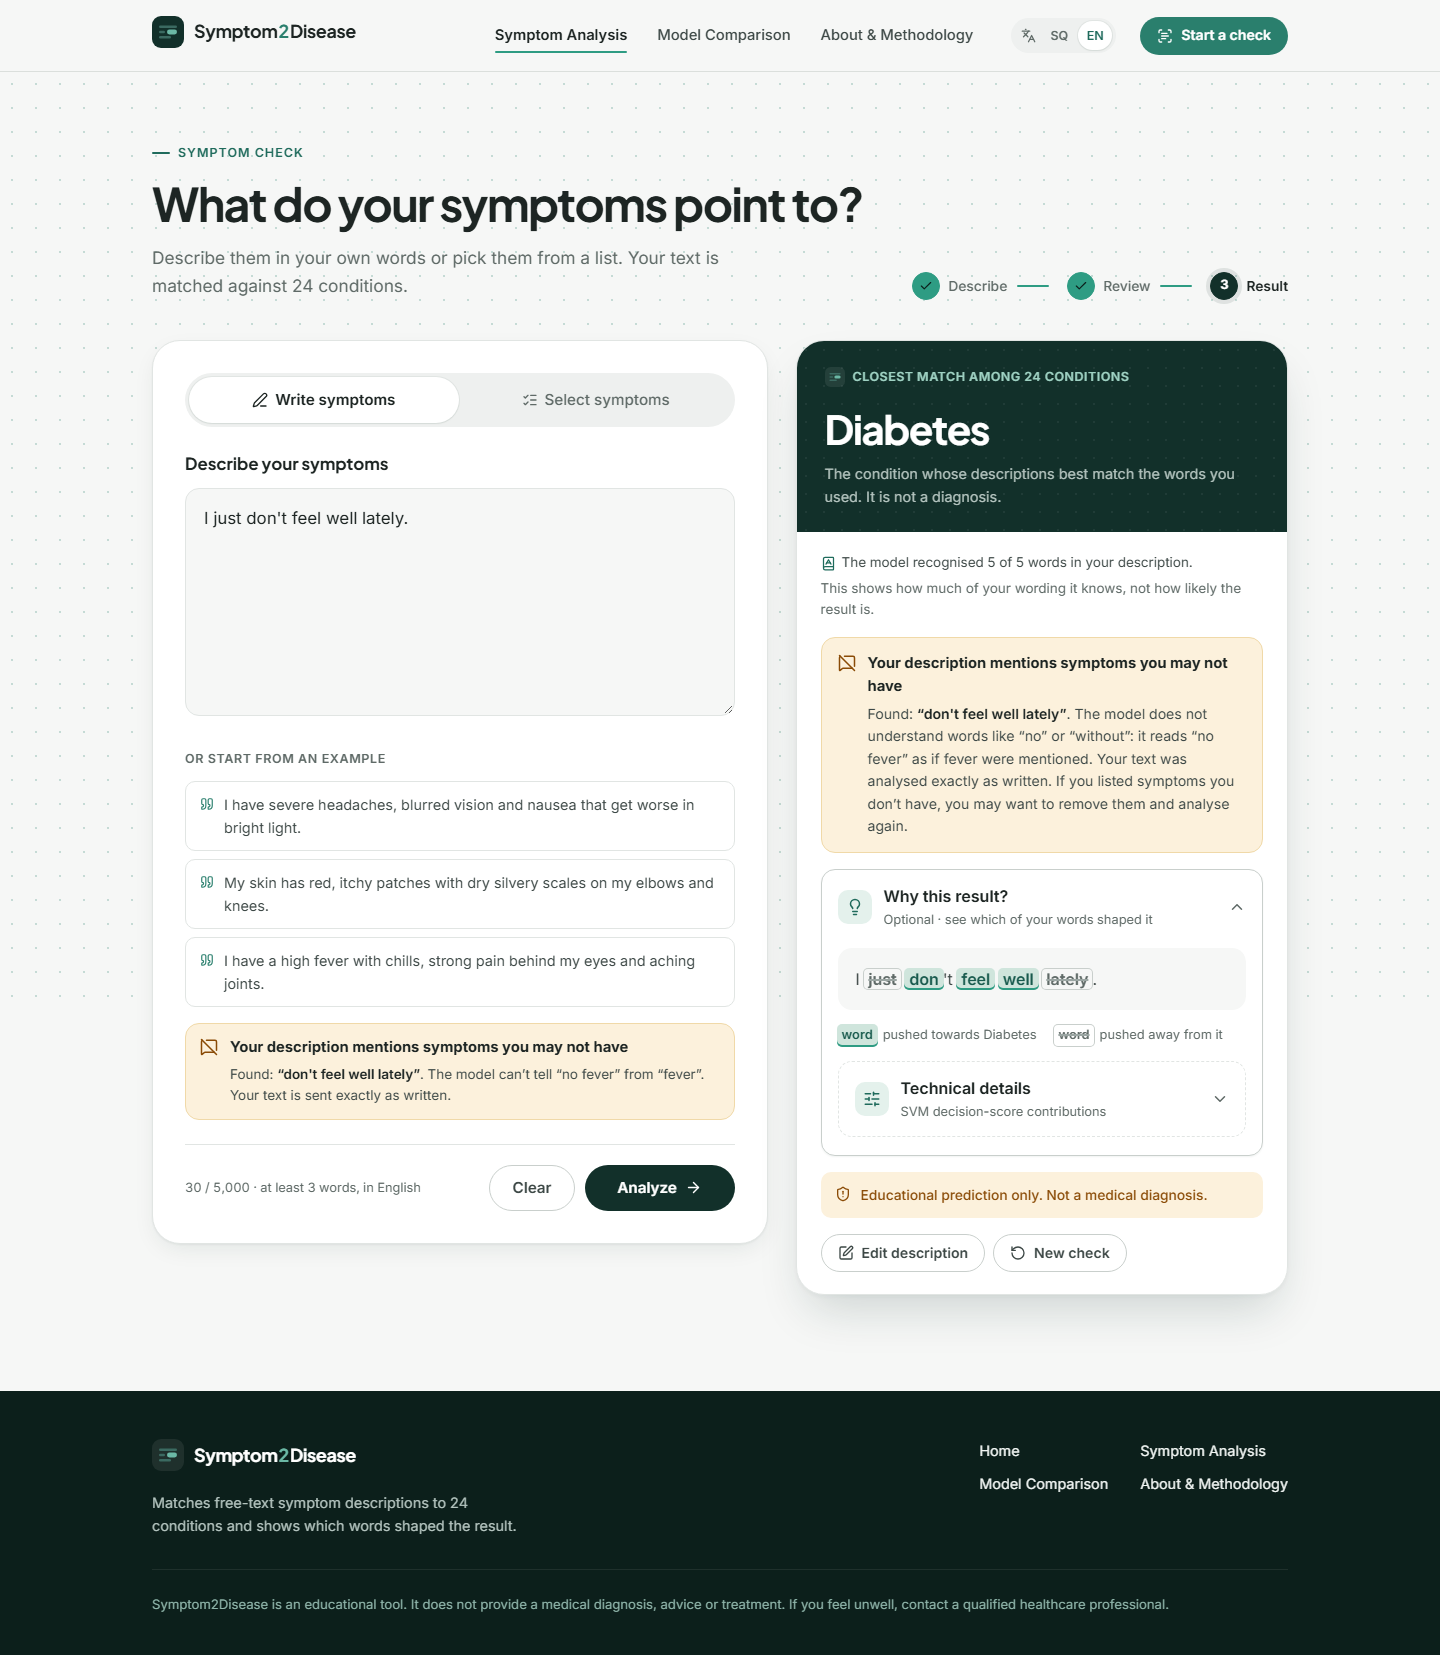 Symptom2Disease
Symptom Analysis
Model Comparison
About & Methodology
SQ
EN
Start a check
SYMPTOM CHECK
What do your symptoms point to?
Describe them in your own words or pick them from a list. Your text is
matched against 24 conditions.
Describe
Review
3
Result
Write symptoms
Select symptoms
Describe your symptoms
I just don't feel well lately.
OR START FROM AN EXAMPLE
I have severe headaches, blurred vision and nausea that get worse in
bright light.
My skin has red, itchy patches with dry silvery scales on my elbows and
knees.
I have a high fever with chills, strong pain behind my eyes and aching
joints.
Your description mentions symptoms you may not have
Found: “don't feel well lately”. The model can’t tell “no fever” from “fever”.
Your text is sent exactly as written.
30 / 5,000 · at least 3 words, in English
Clear
Analyze
CLOSEST MATCH AMONG 24 CONDITIONS
Diabetes
The condition whose descriptions best match the words you
used. It is not a diagnosis.
The model recognised 5 of 5 words in your description.
This shows how much of your wording it knows, not how likely the
result is.
Your description mentions symptoms you may not
have
Found: “don't feel well lately”. The model does not
understand words like “no” or “without”: it reads “no
fever” as if fever were mentioned. Your text was
analysed exactly as written. If you listed symptoms you
don’t have, you may want to remove them and analyse
again.
Why this result?
Optional · see which of your words shaped it
I just don't feel well lately.
word pushed towards Diabetes
word pushed away from it
Technical details
SVM decision-score contributions
Educational prediction only. Not a medical diagnosis.
Edit description
New check
Symptom2Disease
Matches free-text symptom descriptions to 24
conditions and shows which words shaped the result.
Home
Symptom Analysis
Model Comparison
About & Methodology
Symptom2Disease is an educational tool. It does not provide a medical diagnosis, advice or treatment. If you feel unwell, contact a qualified healthcare professional.